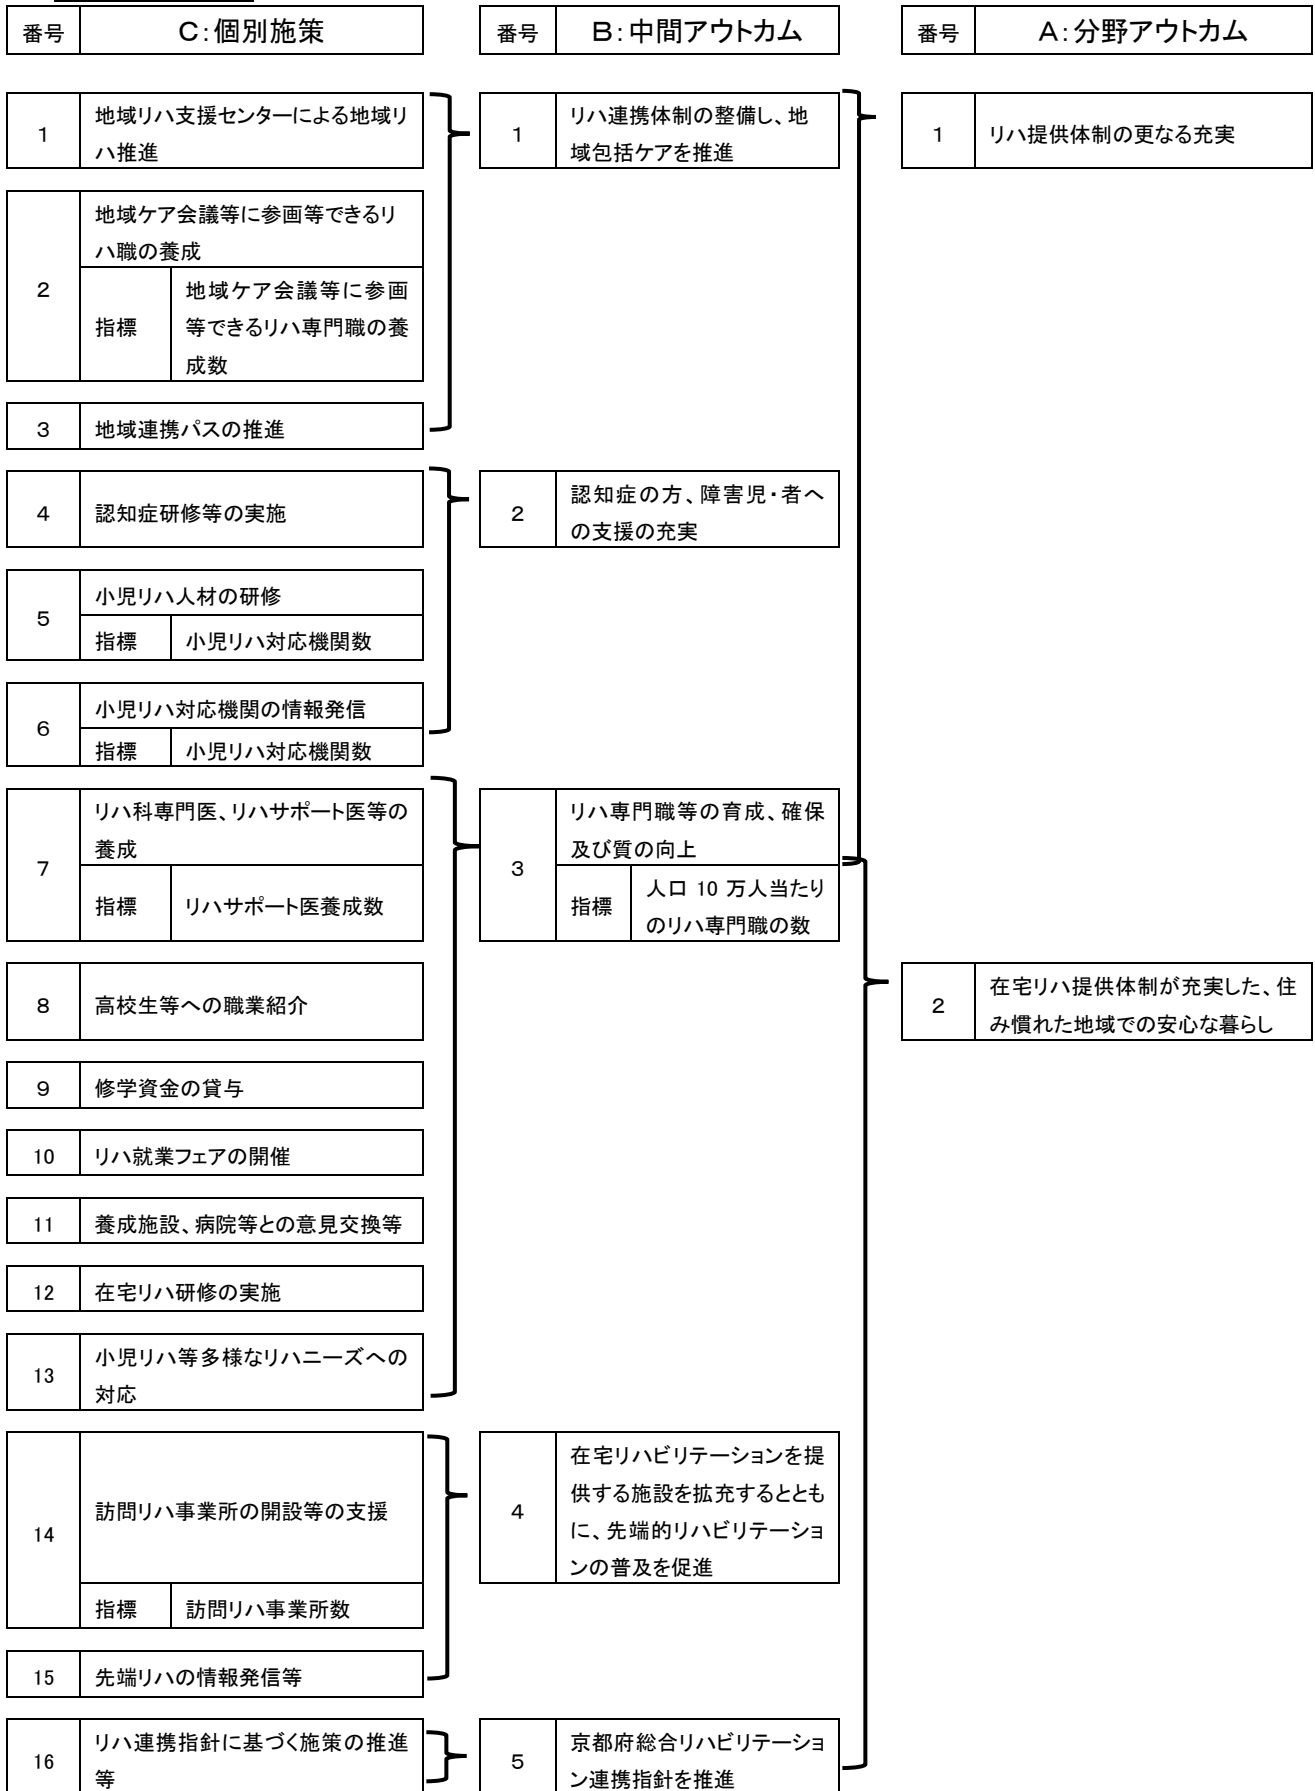 番号
C:個別施策
番号
B:中間アウトカム
番号
A:分野アウトカム
1
地域リハ支援センターによる地域リ
ハ推進
1
リハ連携体制の整備し、地
域包括ケアを推進
1
リハ提供体制の更なる充実
2
地域ケア会議等に参画等できるリ
ハ職の養成
指標
地域ケア会議等に参画
等できるリハ専門職の養
成数
3
地域連携パスの推進
4
認知症研修等の実施
2
認知症の方、障害児・者へ
の支援の充実
5
小児リハ人材の研修
指標
小児リハ対応機関数
6
小児リハ対応機関の情報発信
指標
小児リハ対応機関数
7
リハ科専門医、リハサポート医等の
養成
指標
リハサポート医養成数
3
リハ専門職等の育成、確保
及び質の向上
指標
人口 10 万人当たり
のリハ専門職の数
8
高校生等への職業紹介
2
在宅リハ提供体制が充実した、住
み慣れた地域での安心な暮らし
9
修学資金の貸与
10
リハ就業フェアの開催
11
養成施設、病院等との意見交換等
12
在宅リハ研修の実施
13
小児リハ等多様なリハニーズへの
対応
14
訪問リハ事業所の開設等の支援
指標
訪問リハ事業所数
4
在宅リハビリテーションを提
供する施設を拡充するととも
に、先端的リハビリテーショ
ンの普及を促進
15
先端リハの情報発信等
16
リハ連携指針に基づく施策の推進
等
5
京都府総合リハビリテーショ
ン連携指針を推進